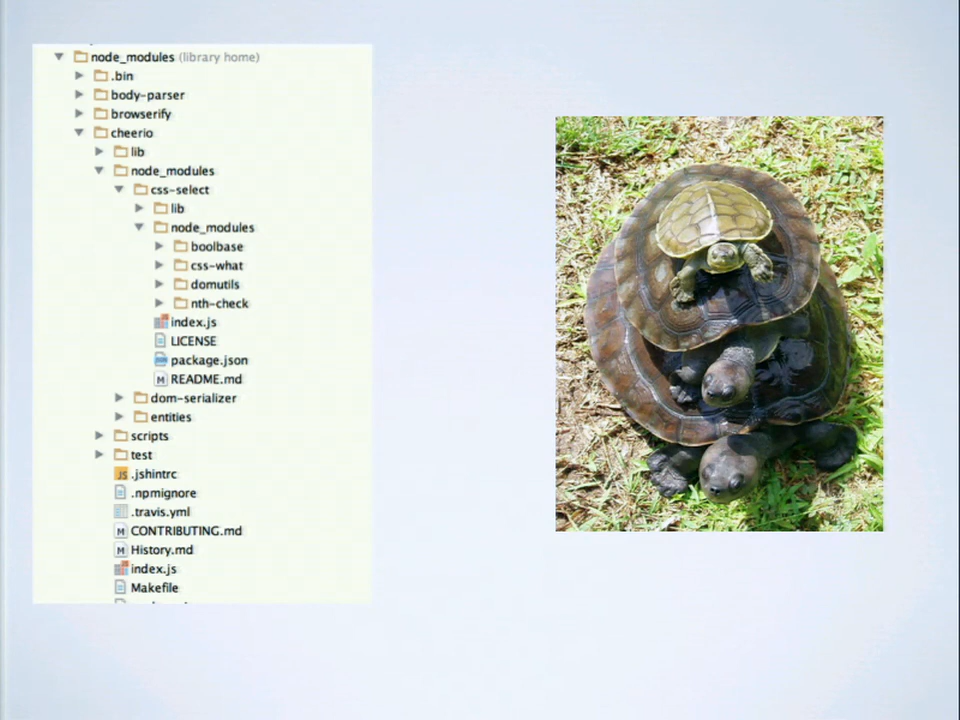 node_modules (library home)
.bin
body-parser
browserify
cheerio
lib
node_modules
css-select
lib
node_modules
boolbase
css-what
domutils
nth-check
index.js
LICENSE
package.json
README.md
dom-serializer
entities
scripts
test
.jshintrc
.npmignore
.travis.yml
CONTRIBUTING.md
History.md
index.js
Makefile